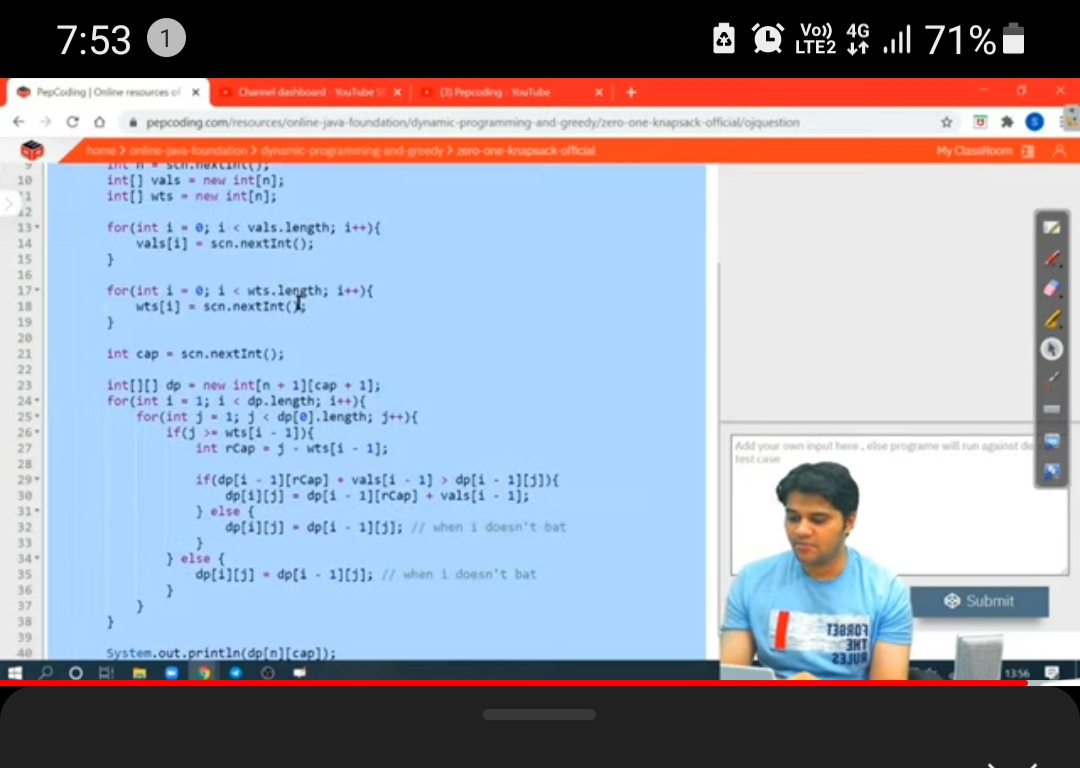 7:53 1 Vo)) LTE2 4G 71%
PepCoding | Online resources of Channel dashboard - YouTube (3) Pepcoding - YouTube
pepcoding.com/resources/online-java-foundation/dynamic-programming-and-greedy/zero-one-knapsack-official/ojquestion S
home > online-java-foundation > dynamic-programming-and-greedy > zero-one-knapsack-official My ClassRoom
9 int n = scn.nextInt();
10 int[] vals = new int[n];
11 int[] wts = new int[n];
12
13 for(int i = 0; i < vals.length; i++){
14 vals[i] = scn.nextInt();
15 }
16
17 for(int i = 0; i < wts.length; i++){
18 wts[i] = scn.nextInt();
19 }
20
21 int cap = scn.nextInt();
22
23 int[][] dp = new int[n + 1][cap + 1];
24 for(int i = 1; i < dp.length; i++){
25 for(int j = 1; j < dp[0].length; j++){
26 if(j >= wts[i - 1]){
27 int rCap = j - wts[i - 1];
28
29 if(dp[i - 1][rCap] + vals[i - 1] > dp[i - 1][j]){
30 dp[i][j] = dp[i - 1][rCap] + vals[i - 1];
31 } else {
32 dp[i][j] = dp[i - 1][j]; // when i doesn't bat
33 }
34 } else {
35 dp[i][j] = dp[i - 1][j]; // when i doesn't bat
36 }
37 }
38 }
39
40 System.out.println(dp[n][cap]);
Add your own input here , else programe will run against de
test case
Submit
FORGET
THE
RULES
13:56